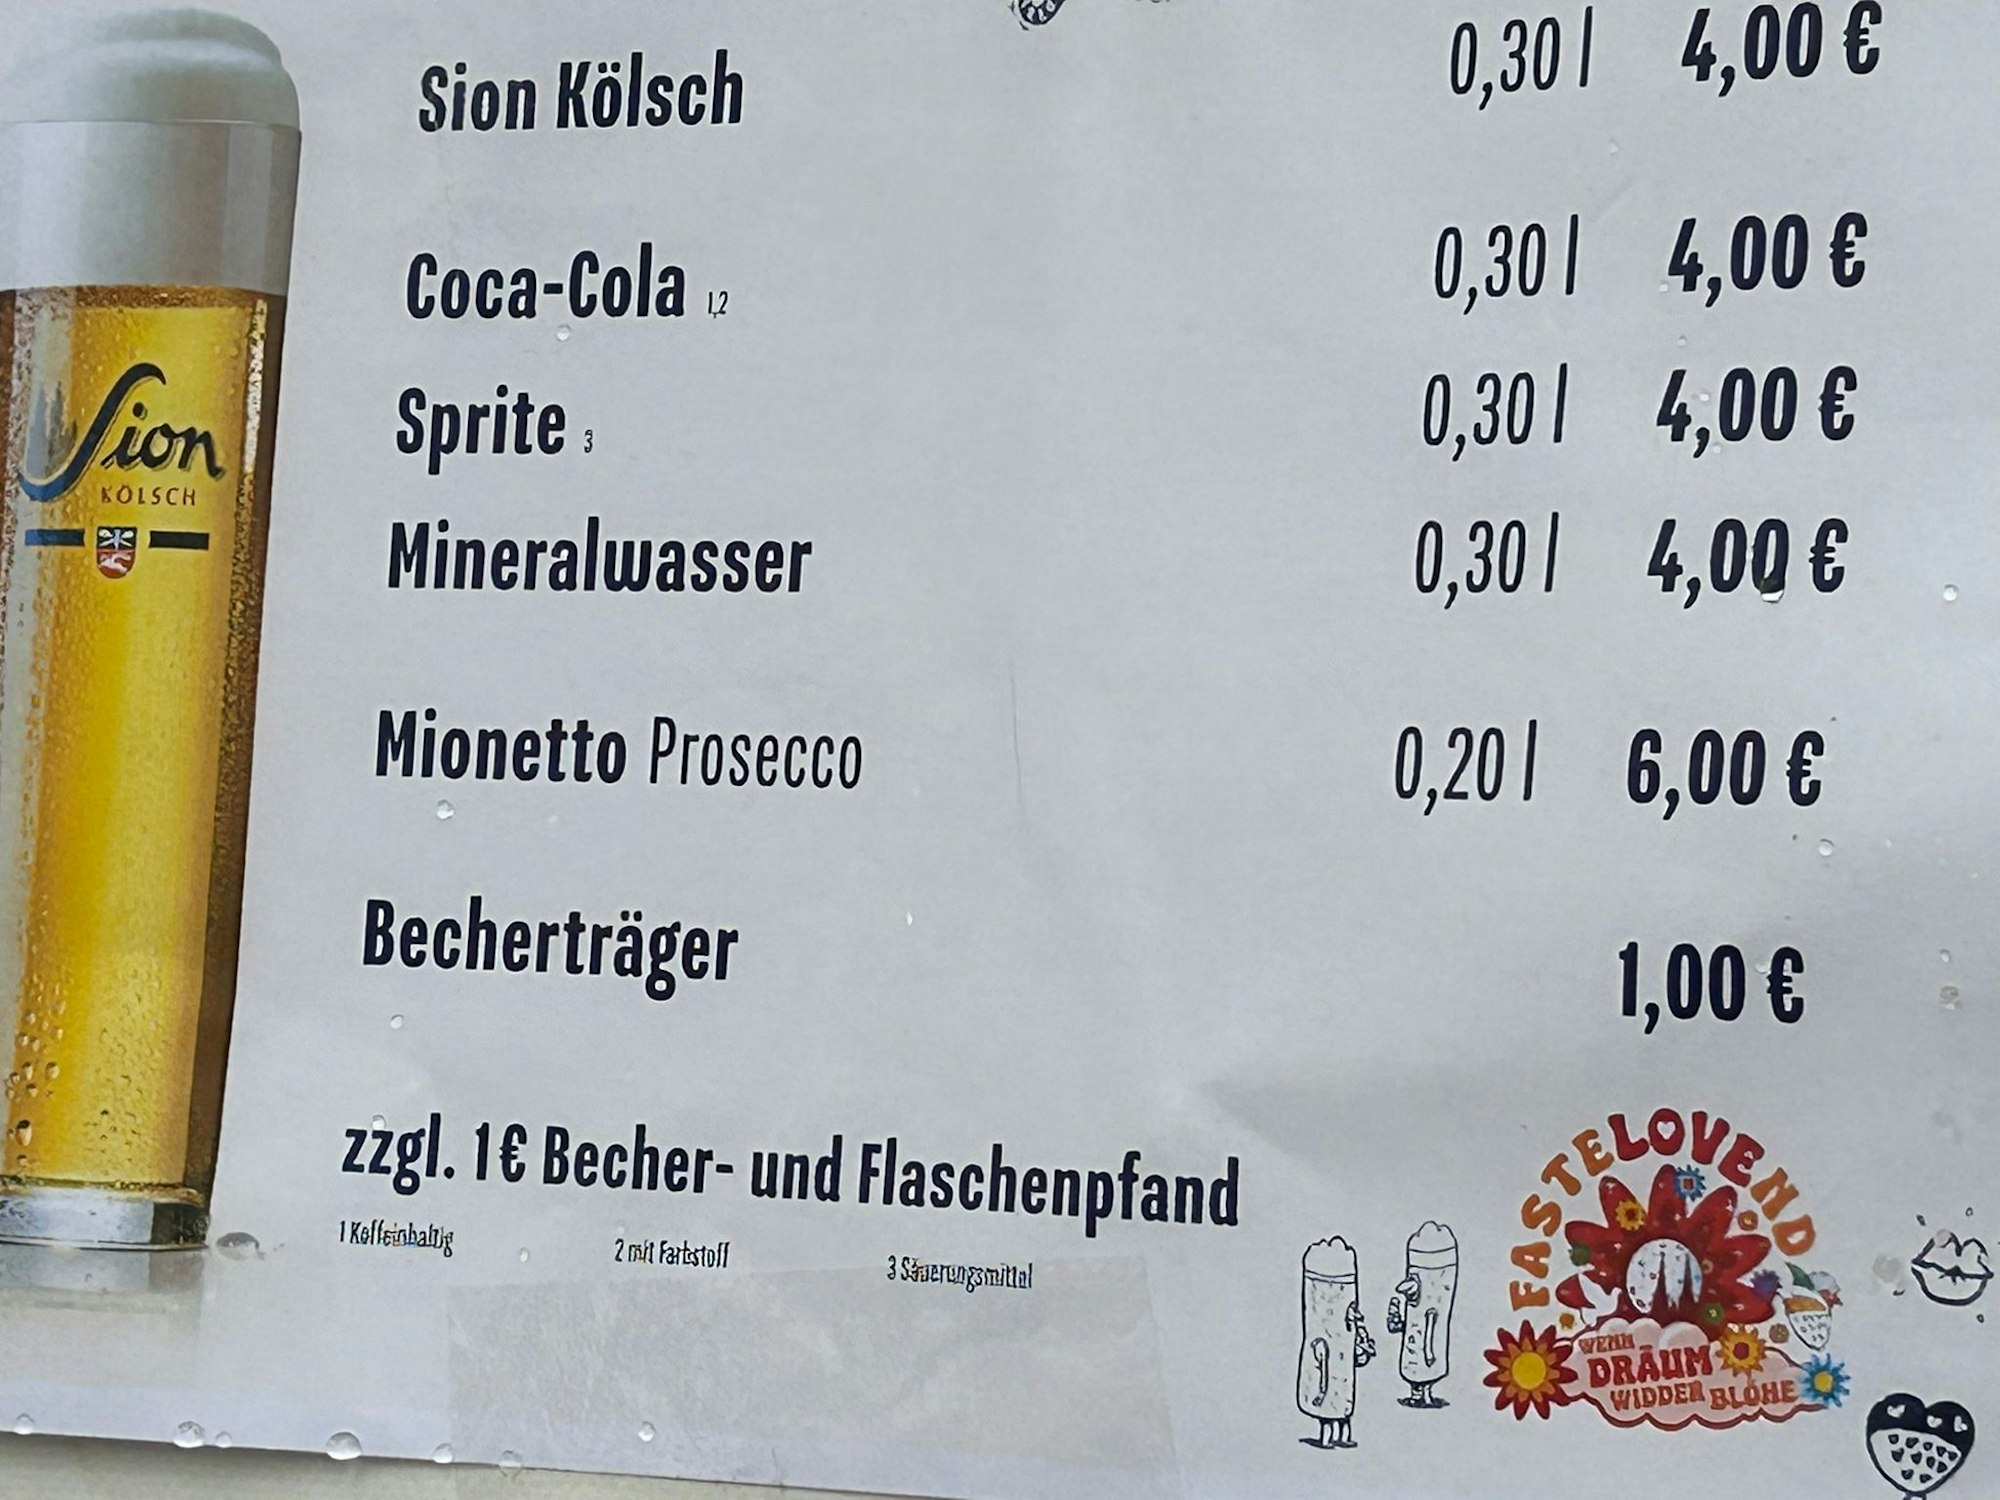 Sion Kölsch 0,30 l 4,00 €
Coca-Cola 1,2 0,30 l 4,00 €
Sprite 3 0,30 l 4,00 €
Mineralwasser 0,30 l 4,00 €
Mionetto Prosecco 0,20 l 6,00 €
Becherträger 1,00 €
zzgl. 1€ Becher- und Flaschenpfand
1 Koffeinhaltig 2 mit Farbstoff 3 Säuerungsmittel
Sion
KÖLSCH
FASTELOVEND
WENN
DRÄUM
WIDDER BLÖHE